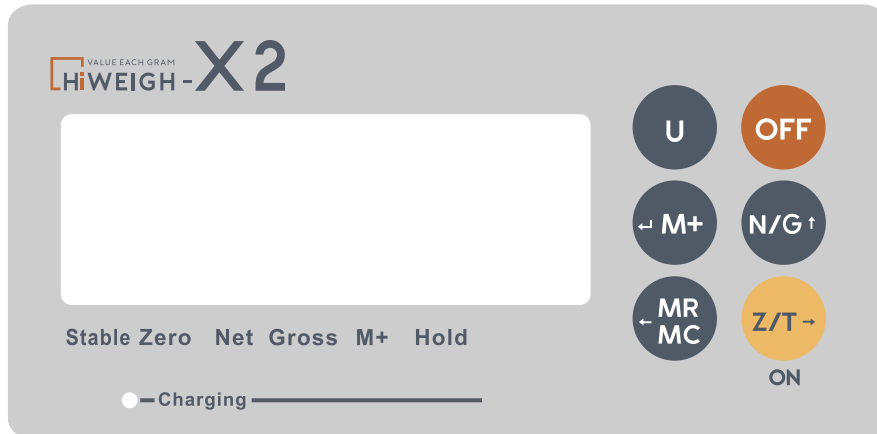 VALUE EACH GRAM
HiWEIGH-X2
U
OFF
↵ M+
N/G ↑
← MR
MC
Z/T →
ON
Stable Zero Net Gross M+ Hold
Charging